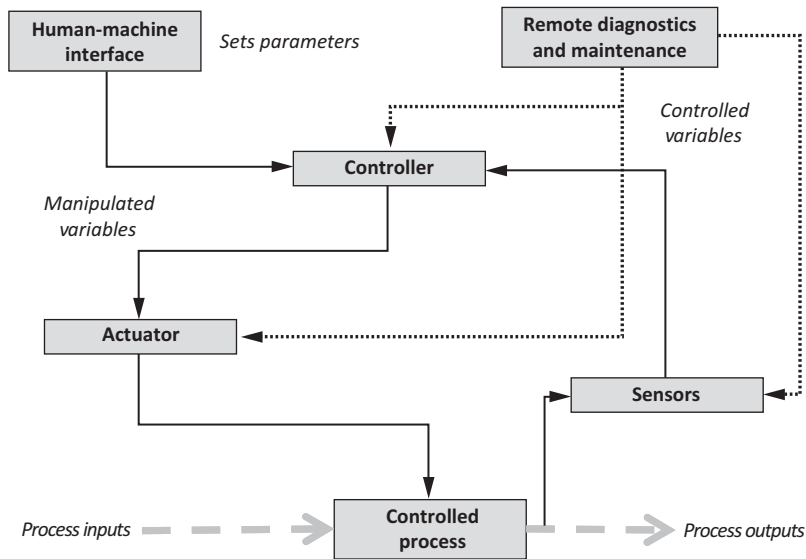 Human-machine
interface
Sets parameters
Remote diagnostics
and maintenance
Controlled
variables
Controller
Manipulated
variables
Actuator
Sensors
Process inputs
Controlled
process
Process outputs